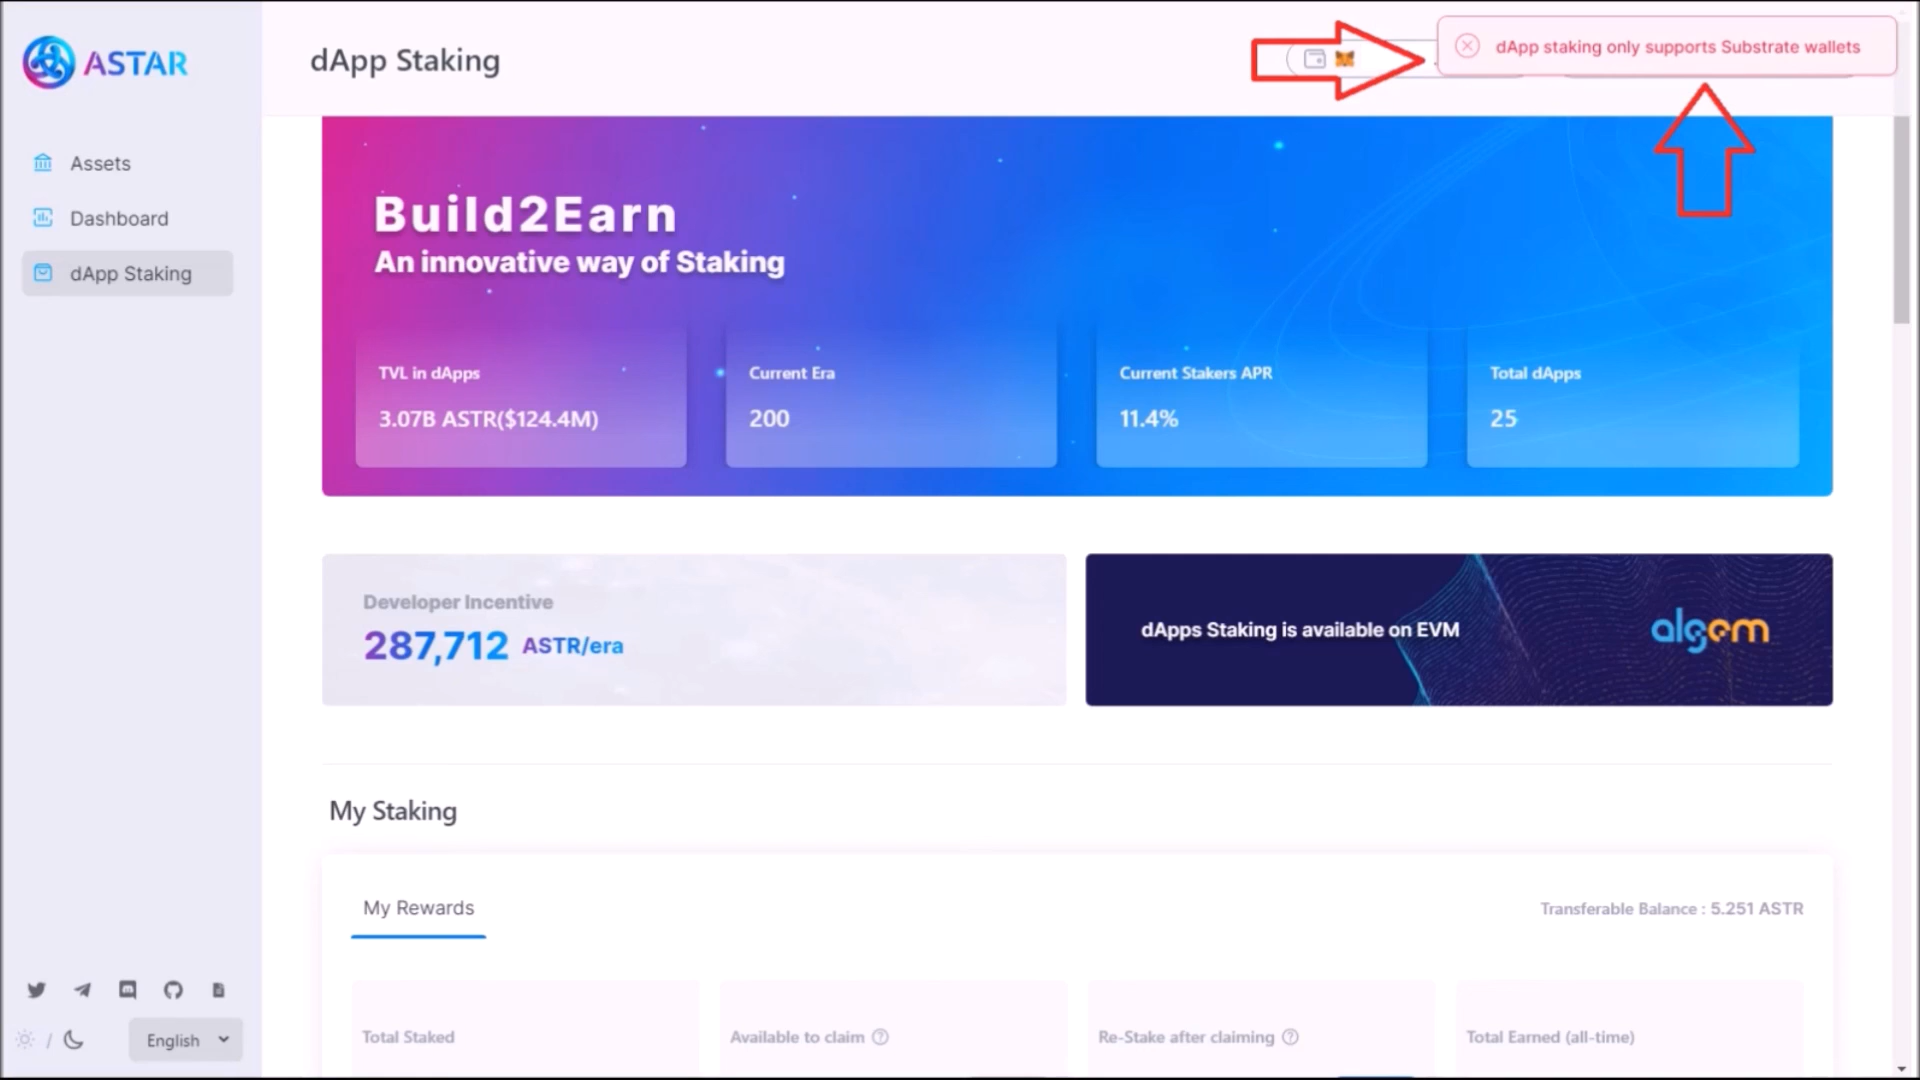 ASTAR
dApp Staking
dApp staking only supports Substrate wallets
Assets
Dashboard
dApp Staking
Build2Earn
An innovative way of Staking
TVL in dApps
3.07B ASTR($124.4M)
Current Era
200
Current Stakers APR
11.4%
Total dApps
25
Developer Incentive
287,712 ASTR/era
dApps Staking is available on EVM
algem
My Staking
My Rewards
Transferable Balance : 5.251 ASTR
Total Staked
Available to claim
Re-Stake after claiming
Total Earned (all-time)
English